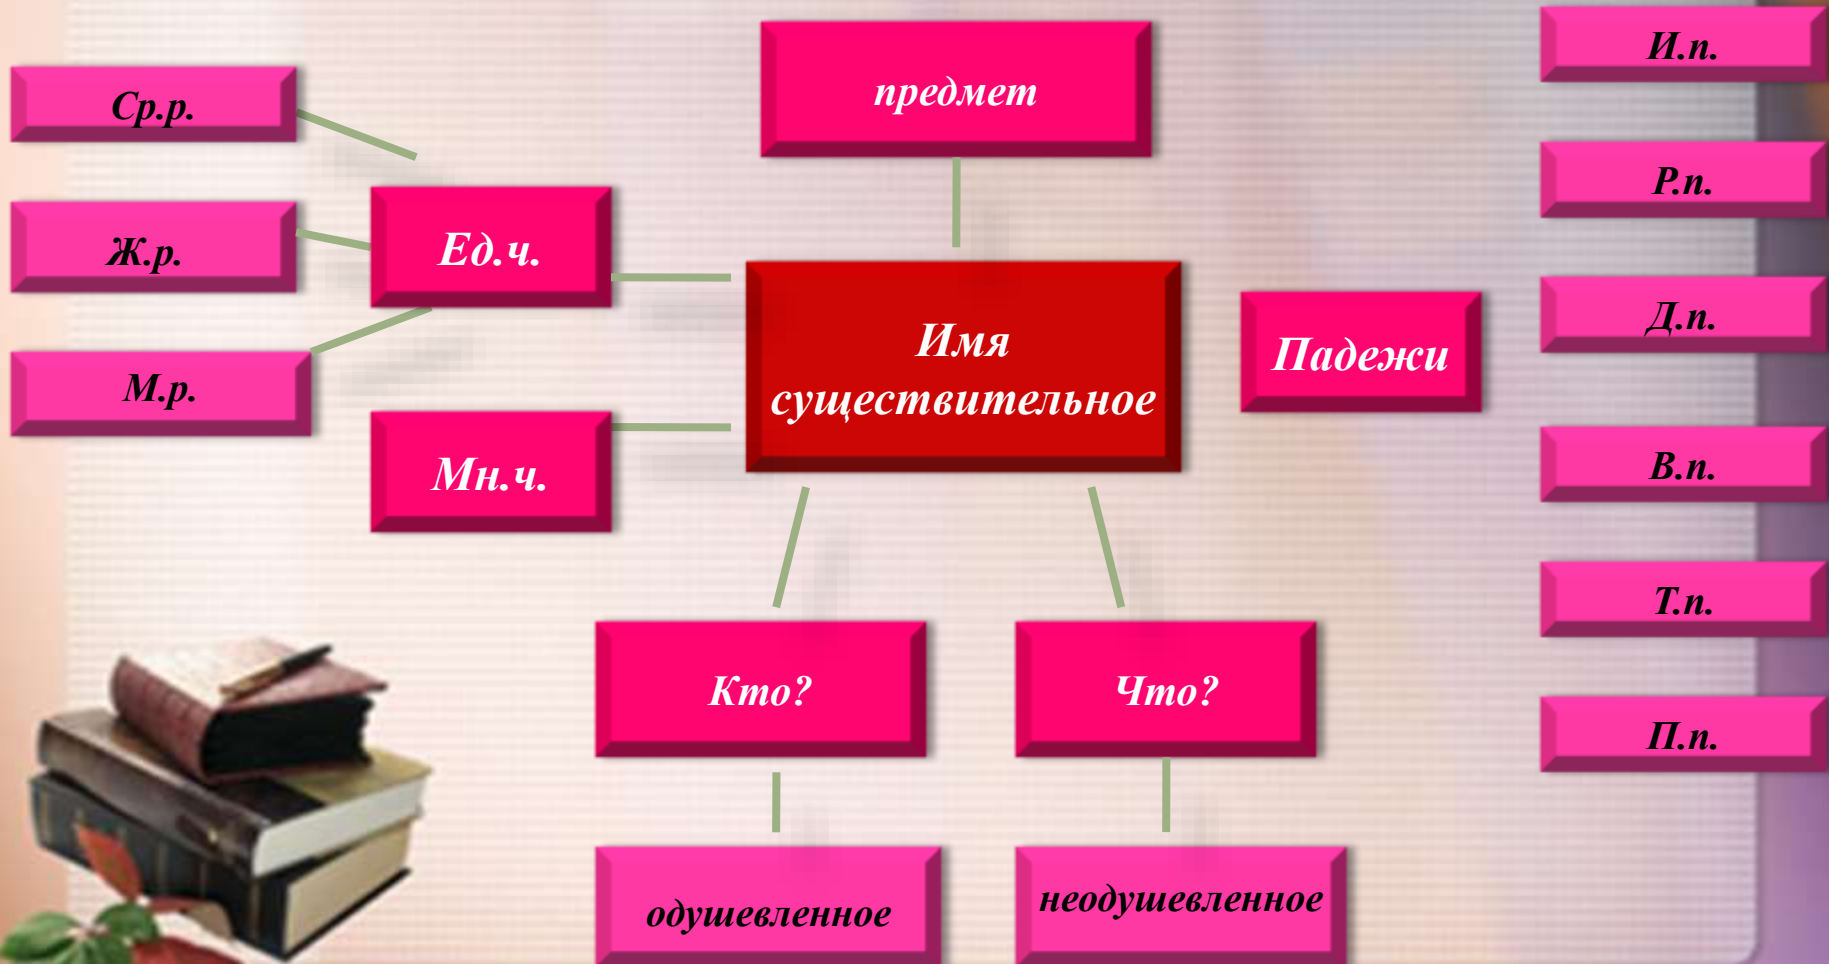 предмет
Ср.р.
Ж.р.
М.р.
Ед.ч.
Мн.ч.
Имя
существительное
Падежи
И.п.
Р.п.
Д.п.
В.п.
Т.п.
П.п.
Кто?
Что?
одушевленное
неодушевленное